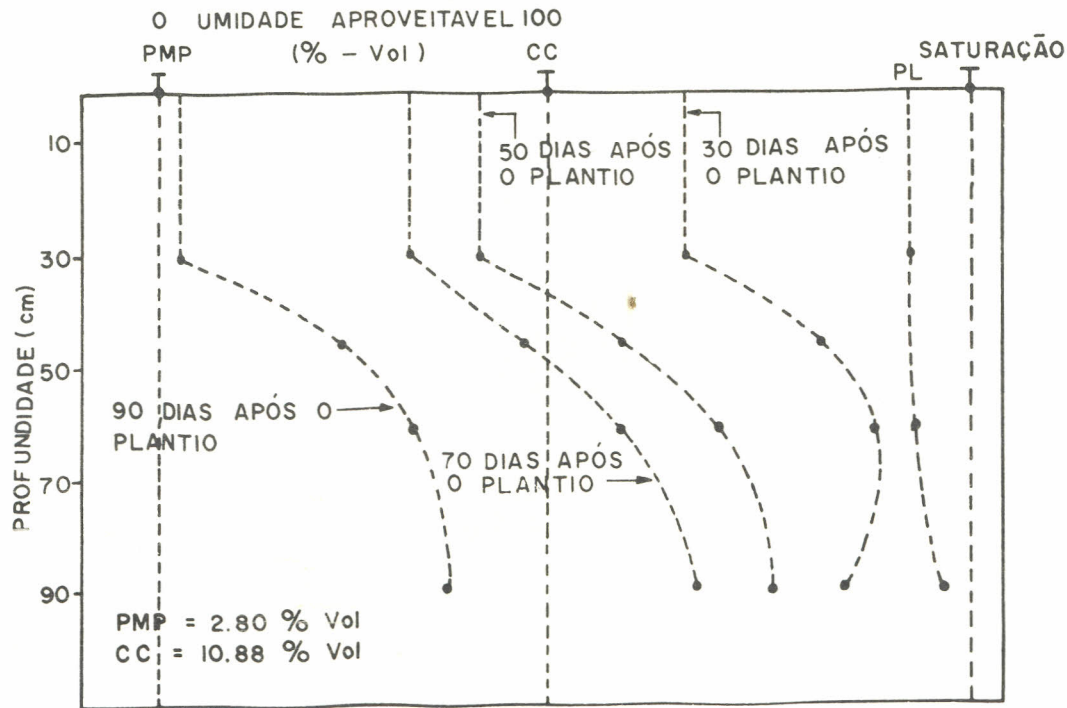 O UMIDADE APROVEITAVEL 100
PMP (% - Vol) CC SATURAÇÃO
PL
10
50 DIAS APÓS
O PLANTIO
30 DIAS APÓS
O PLANTIO
30
50
90 DIAS APÓS O
PLANTIO
70 DIAS APÓS
O PLANTIO
70
90
PROFUNDIDADE (cm)
PMP = 2.80 % Vol
CC = 10.88 % Vol